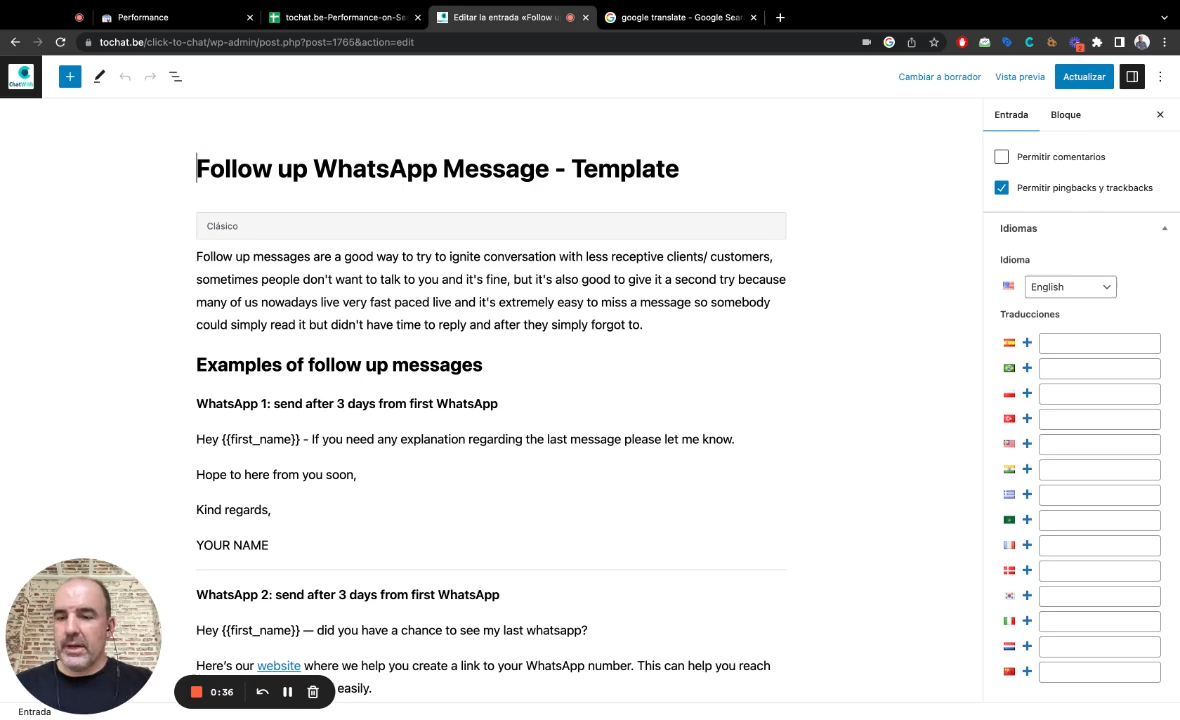 Performance
tochat.be-Performance-on-Se
Editar la entrada «Follow u
google translate - Google Sear
tochat.be/click-to-chat/wp-admin/post.php?post=1765&action=edit
2
ChatWith
Cambiar a borrador
Vista previa
Actualizar
Entrada
Bloque
Permitir comentarios
Permitir pingbacks y trackbacks
Idiomas
Idioma
English
Traducciones
Follow up WhatsApp Message - Template
Clásico
Follow up messages are a good way to try to ignite conversation with less receptive clients/ customers,
sometimes people don't want to talk to you and it's fine, but it's also good to give it a second try because
many of us nowadays live very fast paced live and it's extremely easy to miss a message so somebody
could simply read it but didn't have time to reply and after they simply forgot to.
Examples of follow up messages
WhatsApp 1: send after 3 days from first WhatsApp
Hey {{first_name}} - If you need any explanation regarding the last message please let me know.
Hope to here from you soon,
Kind regards,
YOUR NAME
WhatsApp 2: send after 3 days from first WhatsApp
Hey {{first_name}} — did you have a chance to see my last whatsapp?
Here's our website where we help you create a link to your WhatsApp number. This can help you reach
easily.
0:36
Entrada